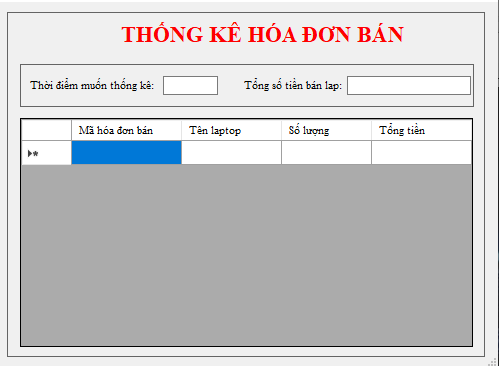 THỐNG KÊ HÓA ĐƠN BÁN
Thời điểm muốn thống kê: Tổng số tiền bán lap:
Mã hóa đơn bán Tên laptop Số lượng Tổng tiền